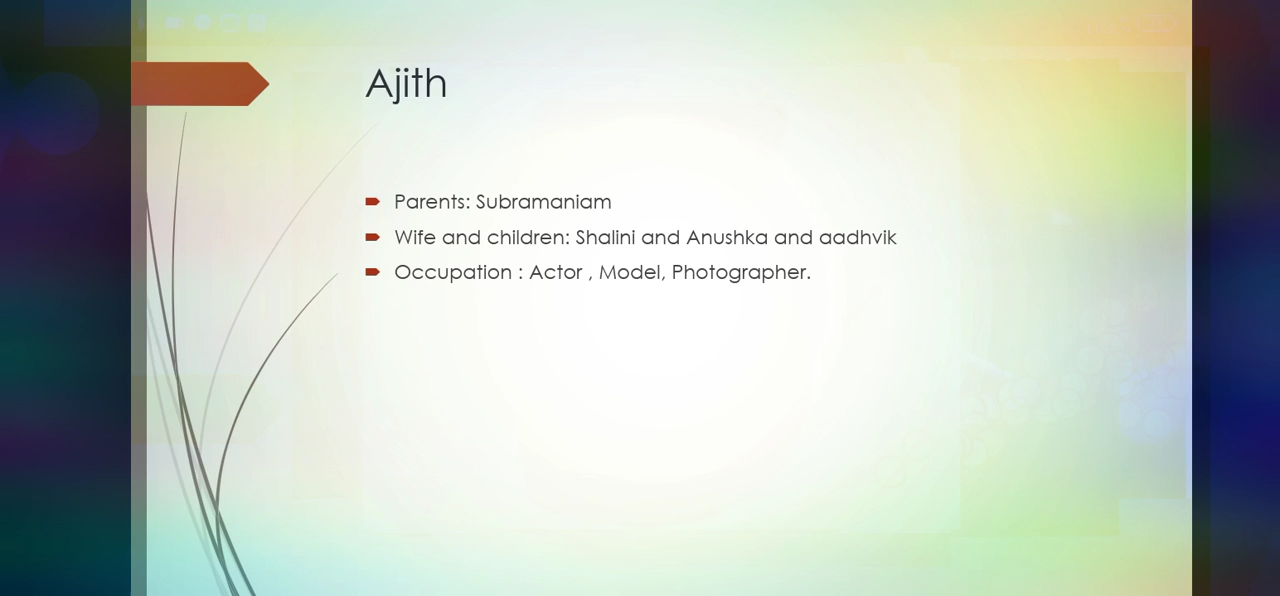 Ajith
Parents: Subramaniam
Wife and children: Shalini and Anushka and aadhvik
Occupation : Actor , Model, Photographer.